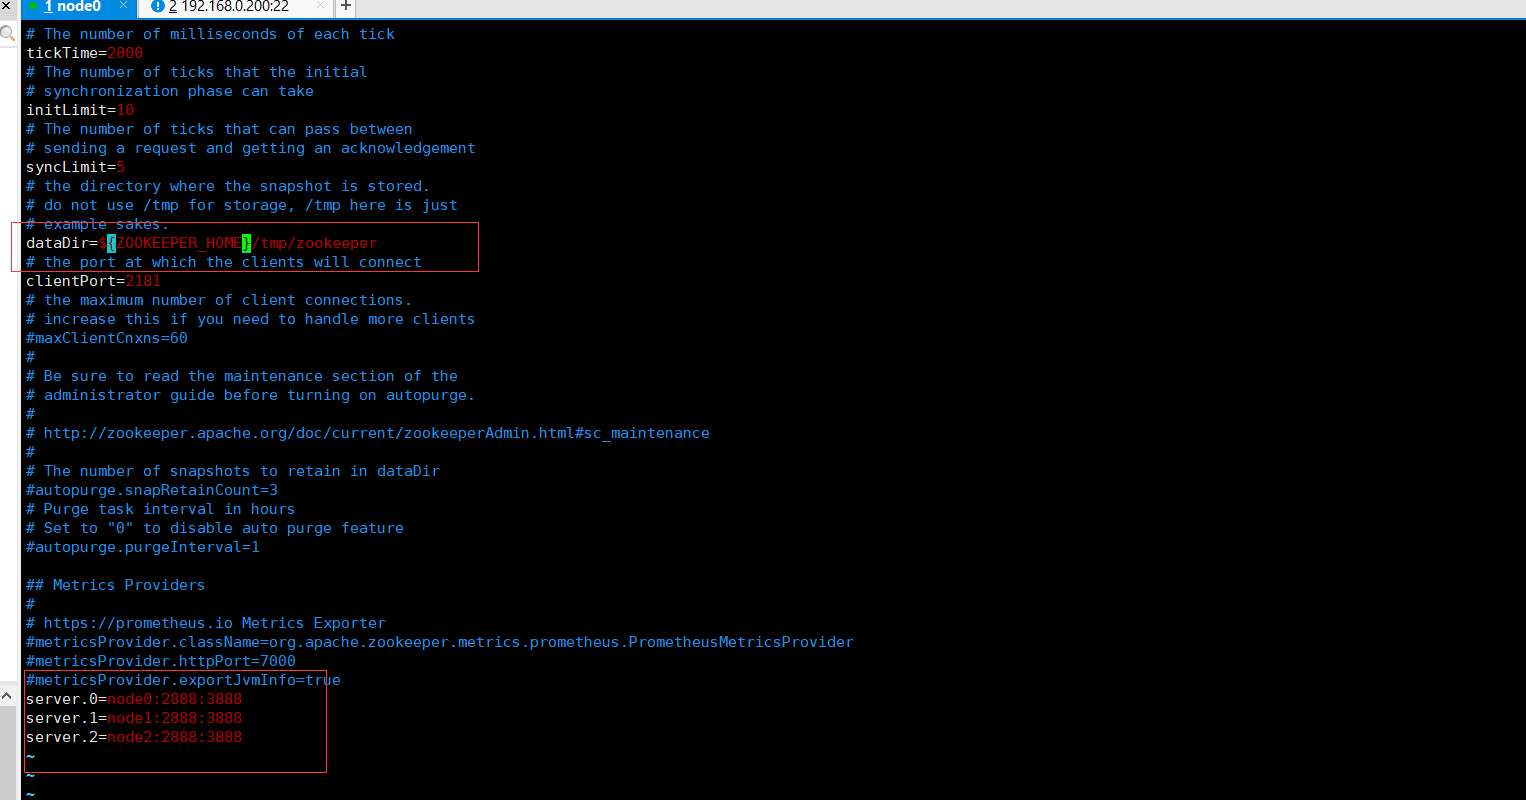 1 node0
2 192.168.0.200:22
# The number of milliseconds of each tick
tickTime=2000
# The number of ticks that the initial
# synchronization phase can take
initLimit=10
# The number of ticks that can pass between
# sending a request and getting an acknowledgement
syncLimit=5
# the directory where the snapshot is stored.
# do not use /tmp for storage, /tmp here is just
# example sakes.
dataDir=${ZOOKEEPER_HOME}/tmp/zookeeper
# the port at which the clients will connect
clientPort=2181
# the maximum number of client connections.
# increase this if you need to handle more clients
#maxClientCnxns=60
#
# Be sure to read the maintenance section of the
# administrator guide before turning on autopurge.
#
# http://zookeeper.apache.org/doc/current/zookeeperAdmin.html#sc_maintenance
#
# The number of snapshots to retain in dataDir
#autopurge.snapRetainCount=3
# Purge task interval in hours
# Set to "0" to disable auto purge feature
#autopurge.purgeInterval=1
## Metrics Providers
#
# https://prometheus.io Metrics Exporter
#metricsProvider.className=org.apache.zookeeper.metrics.prometheus.PrometheusMetricsProvider
#metricsProvider.httpPort=7000
#metricsProvider.exportJvmInfo=true
server.0=node0:2888:3888
server.1=node1:2888:3888
server.2=node2:2888:3888
~
~
~